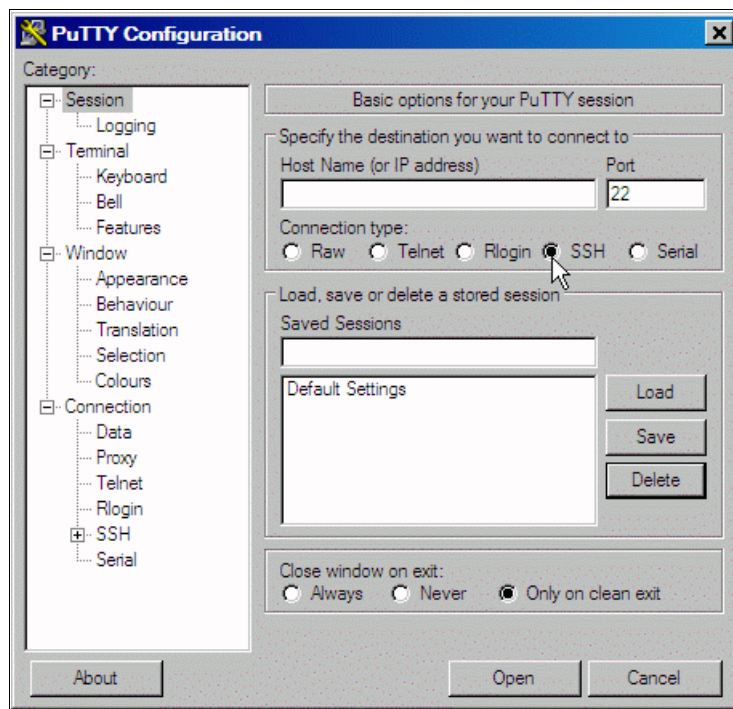 PuTTY Configuration
Category:
Session
Logging
Terminal
Keyboard
Bell
Features
Window
Appearance
Behaviour
Translation
Selection
Colours
Connection
Data
Proxy
Telnet
Rlogin
SSH
Serial
Basic options for your PuTTY session
Specify the destination you want to connect to
Host Name (or IP address) Port
22
Connection type:
Raw Telnet Rlogin SSH Serial
Load, save or delete a stored session
Saved Sessions
Default Settings
Load
Save
Delete
Close window on exit:
Always Never Only on clean exit
About Open Cancel